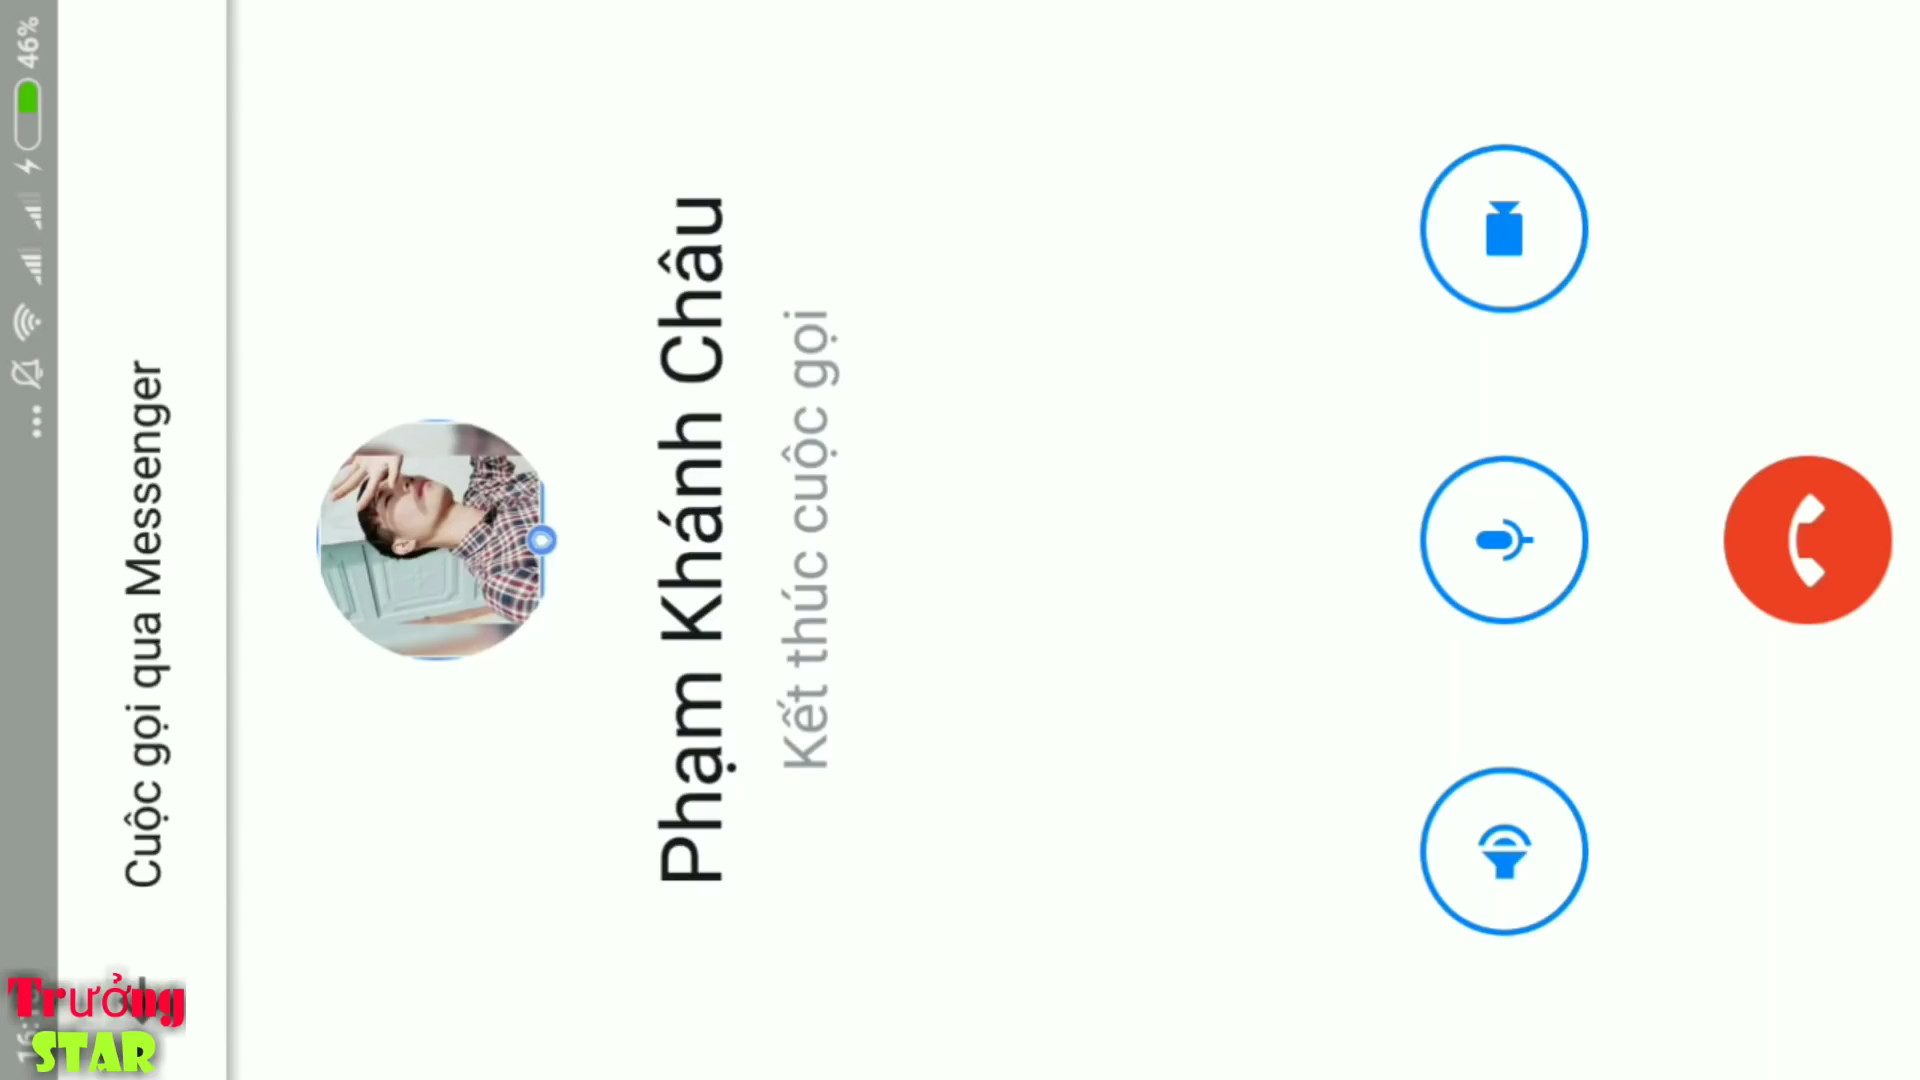 46%
Cuộc gọi qua Messenger
Phạm Khánh Châu
Kết thúc cuộc gọi
Trưởng
STAR